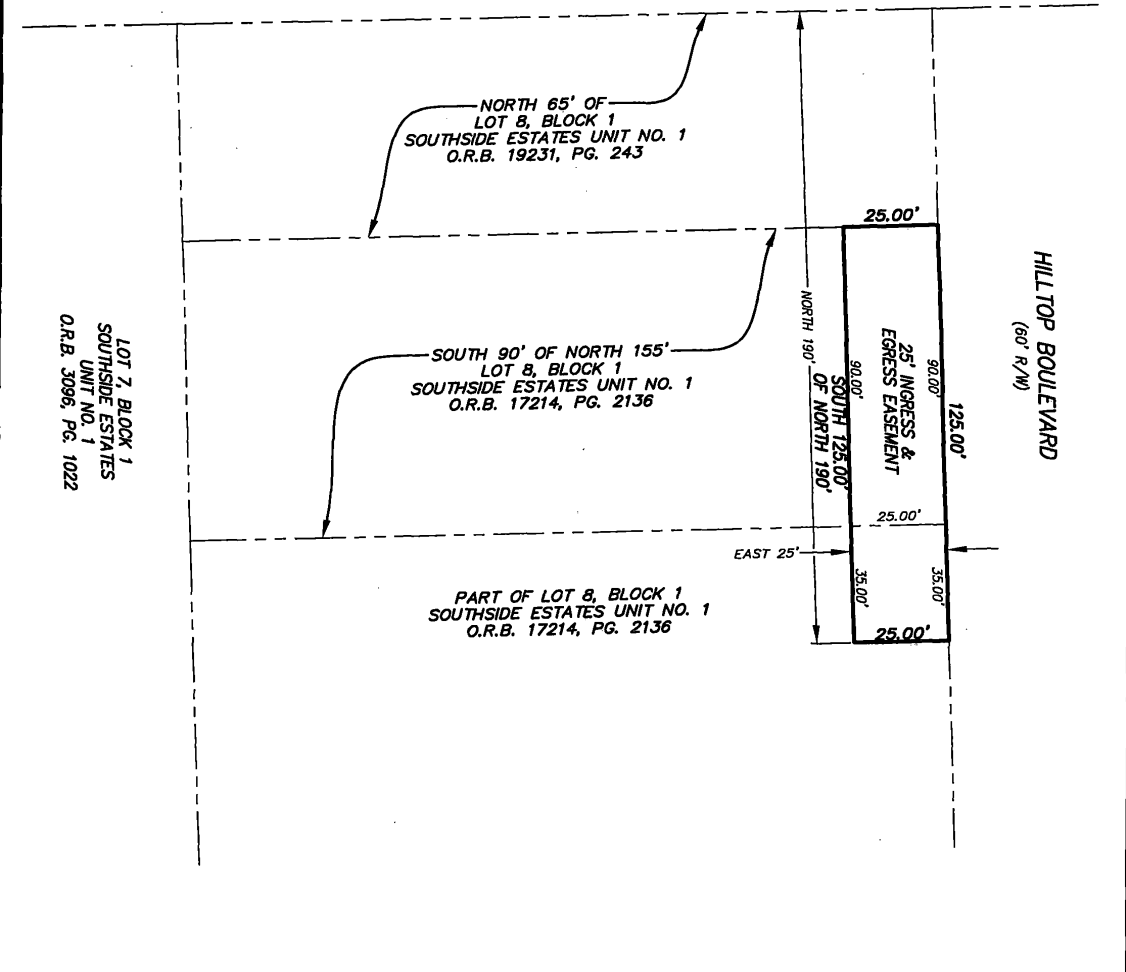 NORTH 65' OF
LOT 8, BLOCK 1
SOUTHSIDE ESTATES UNIT NO. 1
O.R.B. 19231, PG. 243
25.00'
HILLTOP BOULEVARD
(60' R/W)
NORTH 190'
SOUTH 125.00'
OF NORTH 190'
90.00'
25' INGRESS &
EGRESS EASEMENT
90.00'
125.00'
SOUTH 90' OF NORTH 155'
LOT 8, BLOCK 1
SOUTHSIDE ESTATES UNIT NO. 1
O.R.B. 17214, PG. 2136
LOT 7, BLOCK 1
SOUTHSIDE ESTATES
UNIT NO. 1
O.R.B. 3096, PG. 1022
25.00'
EAST 25'
35.00'
35.00'
PART OF LOT 8, BLOCK 1
SOUTHSIDE ESTATES UNIT NO. 1
O.R.B. 17214, PG. 2136
25.00'